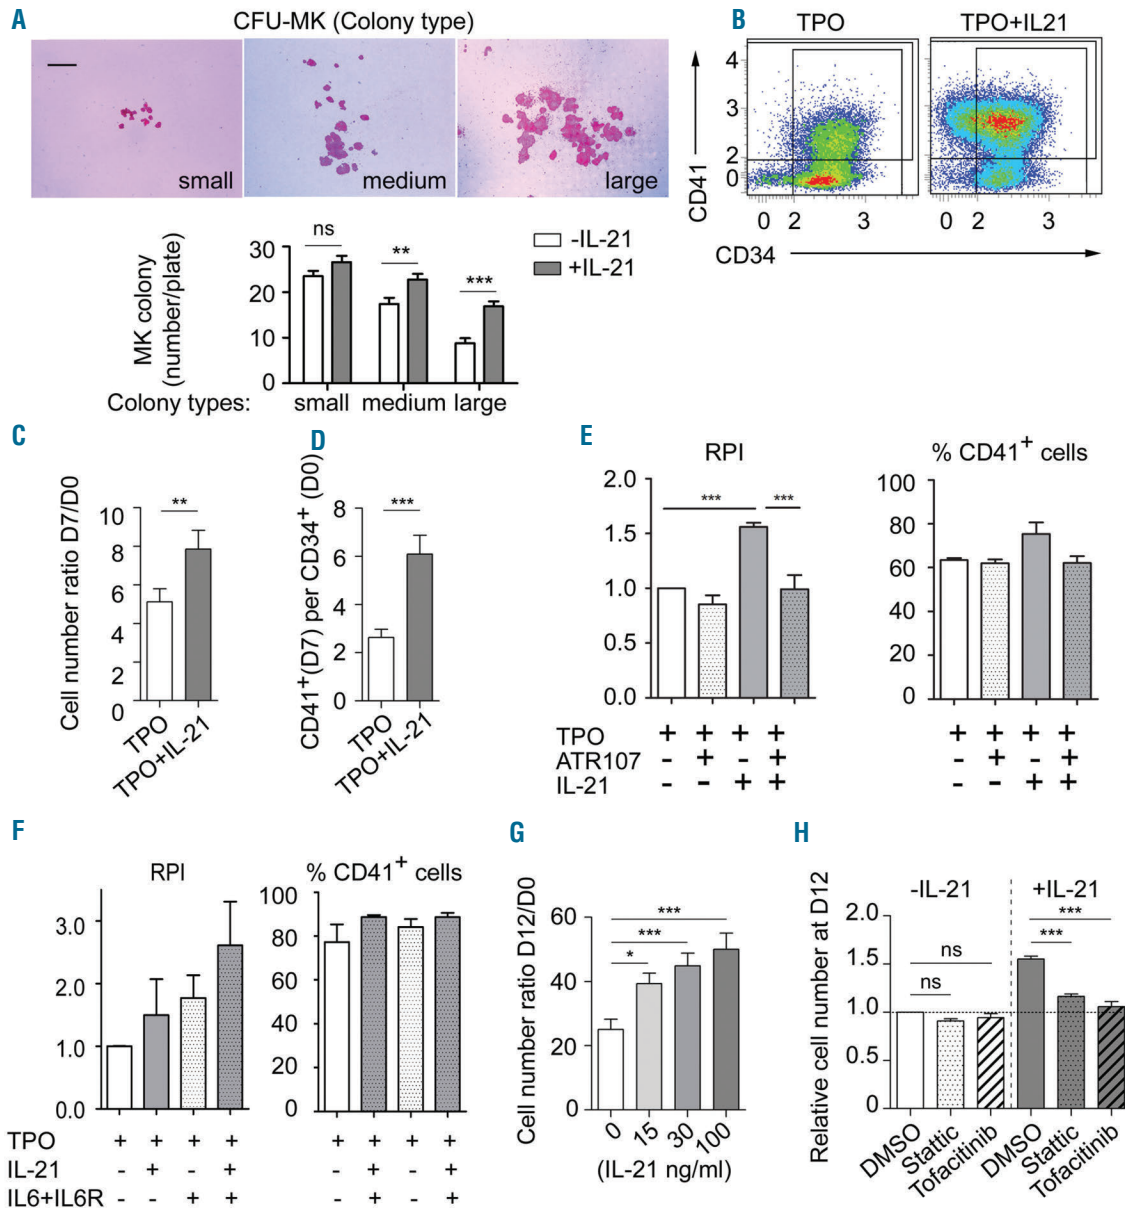 A
CFU-MK (Colony type)
small
medium
large
MK colony
(number/plate)
30
20
10
0
ns
**
***
-IL-21
+IL-21
Colony types: small medium large
B
TPO
TPO+IL21
CD41
4
3
2
0
0 2 3
0 2 3
CD34
C
Cell number ratio D7/D0
10
8
6
4
2
0
**
TPO
TPO+IL-21
D
CD41+(D7) per CD34+ (D0)
8
6
4
2
0
***
TPO
TPO+IL-21
E
RPI
2.0
1.5
1.0
0.5
0.0
***
***
% CD41+ cells
100
80
60
40
20
0
TPO + + + + + + + +
ATR107 - + - + - + - +
IL-21 - - + + - - + +
F
RPI
3.0
2.0
1.0
0.0
% CD41+ cells
100
80
60
40
20
0
TPO + + + + + + + +
IL-21 - + - + - + - +
IL6+IL6R - - + + - + - +
G
Cell number ratio D12/D0
60
40
20
0
*
***
***
0 15 30 100
(IL-21 ng/ml)
H
Relative cell number at D12
-IL-21
+IL-21
2.0
1.5
1.0
0.5
0
ns
ns
***
***
DMSO
Stattic
Tofacitinib
DMSO
Stattic
Tofacitinib